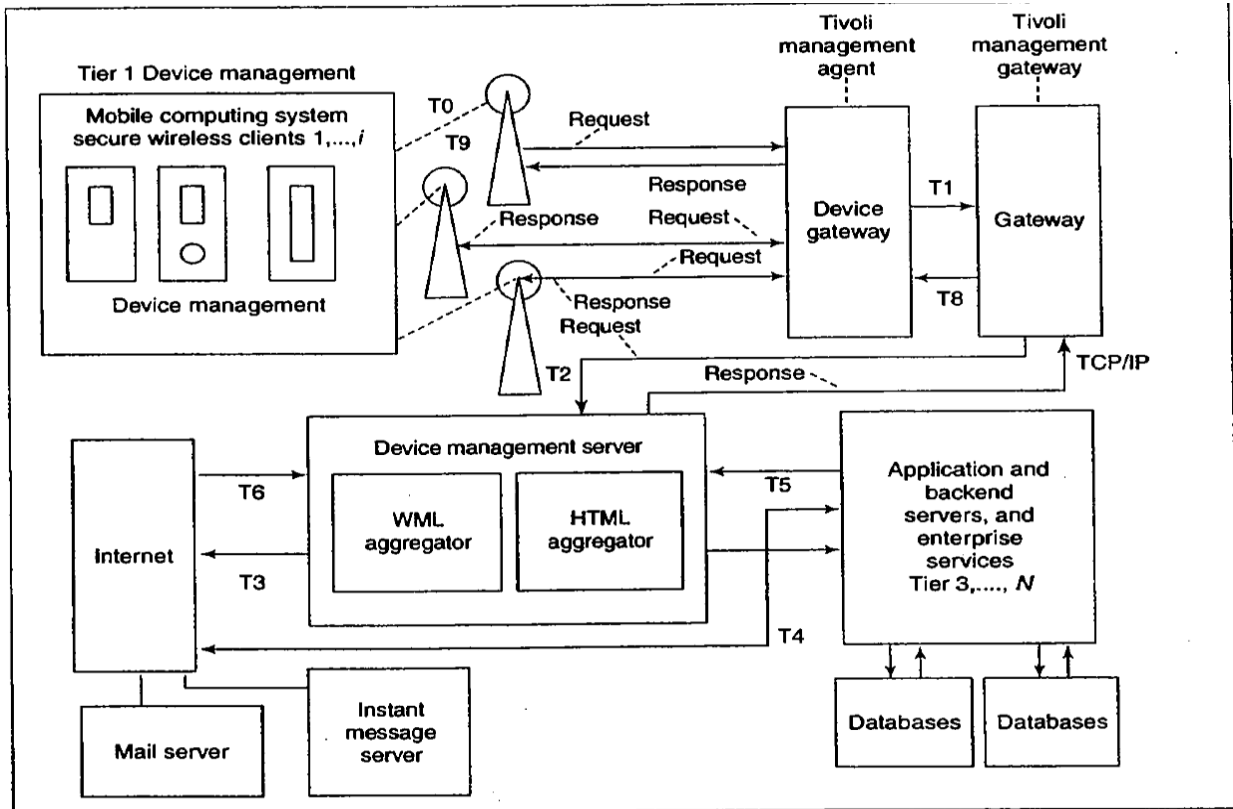 Tivoli
management
agent
Tivoli
management
gateway
Tier 1 Device management
Mobile computing system
secure wireless clients 1,...,i
Device management
T0
T9
Request
Response
Response
Request
Request
Response
Request
Device
gateway
T1
T8
Gateway
T2
Response
TCP/IP
Device management server
WML
aggregator
HTML
aggregator
Internet
T6
T3
T5
T4
Application and
backend
servers, and
enterprise
services
Tier 3,...., N
Mail server
Instant
message
server
Databases
Databases